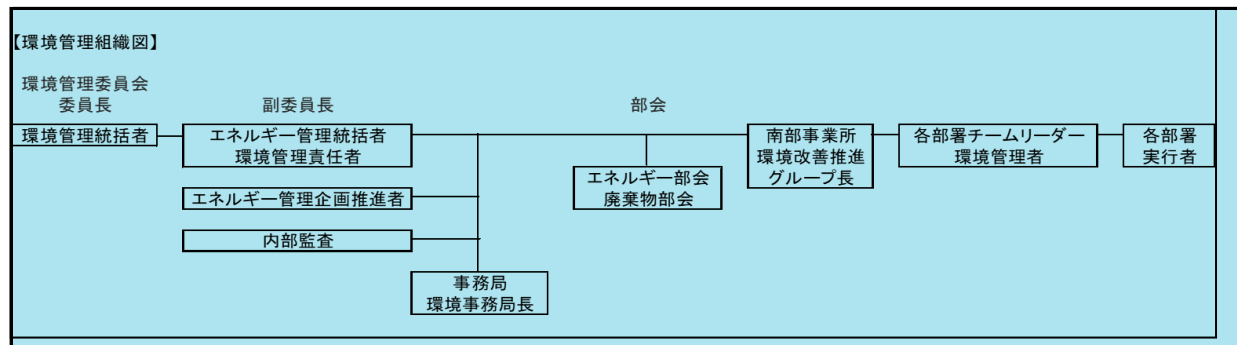 【環境管理組織図】
環境管理委員会
委員長
副委員長
部会
環境管理統括者
エネルギー管理統括者
環境管理責任者
南部事業所
環境改善推進
グループ長
各部署チームリーダー
環境管理者
各部署
実行者
エネルギー部会
廃棄物部会
エネルギー管理企画推進者
内部監査
事務局
環境事務局長